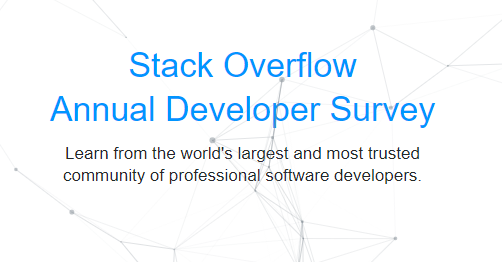 Stack Overflow
Annual Developer Survey
Learn from the world's largest and most trusted
community of professional software developers.